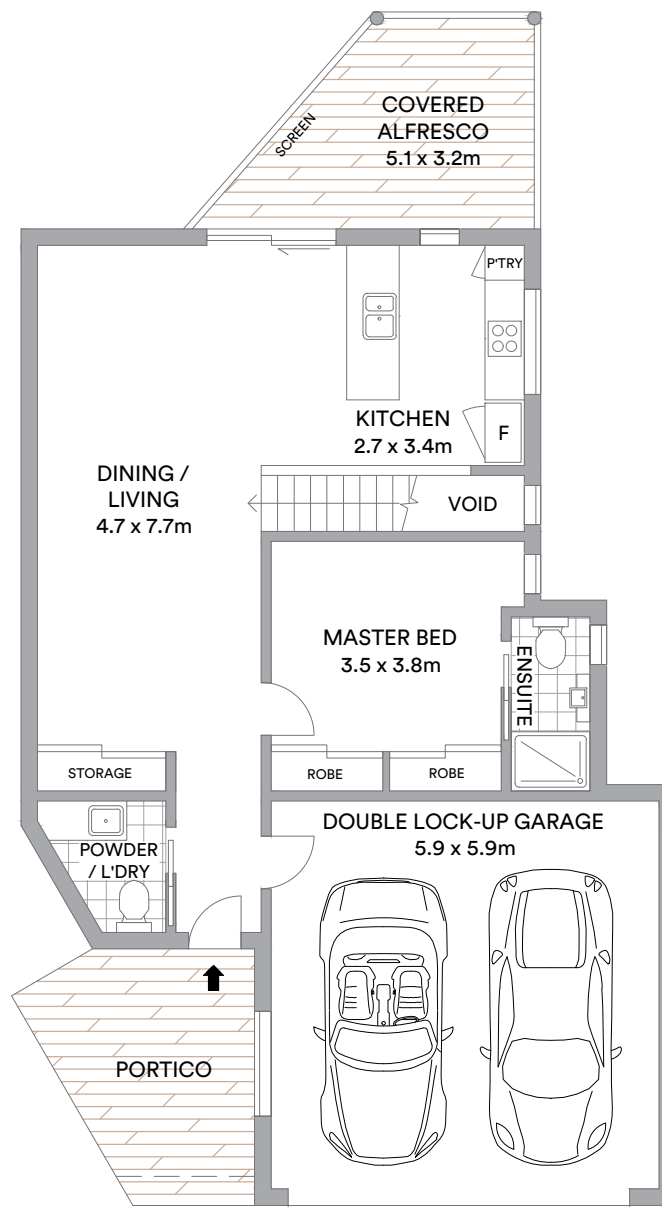 COVERED
ALFRESCO
5.1 x 3.2m
SCREEN
P'TRY
KITCHEN
2.7 x 3.4m
F
DINING /
LIVING
4.7 x 7.7m
VOID
MASTER BED
3.5 x 3.8m
ENSUITE
STORAGE
ROBE
ROBE
DOUBLE LOCK-UP GARAGE
5.9 x 5.9m
POWDER
/ L'DRY
PORTICO